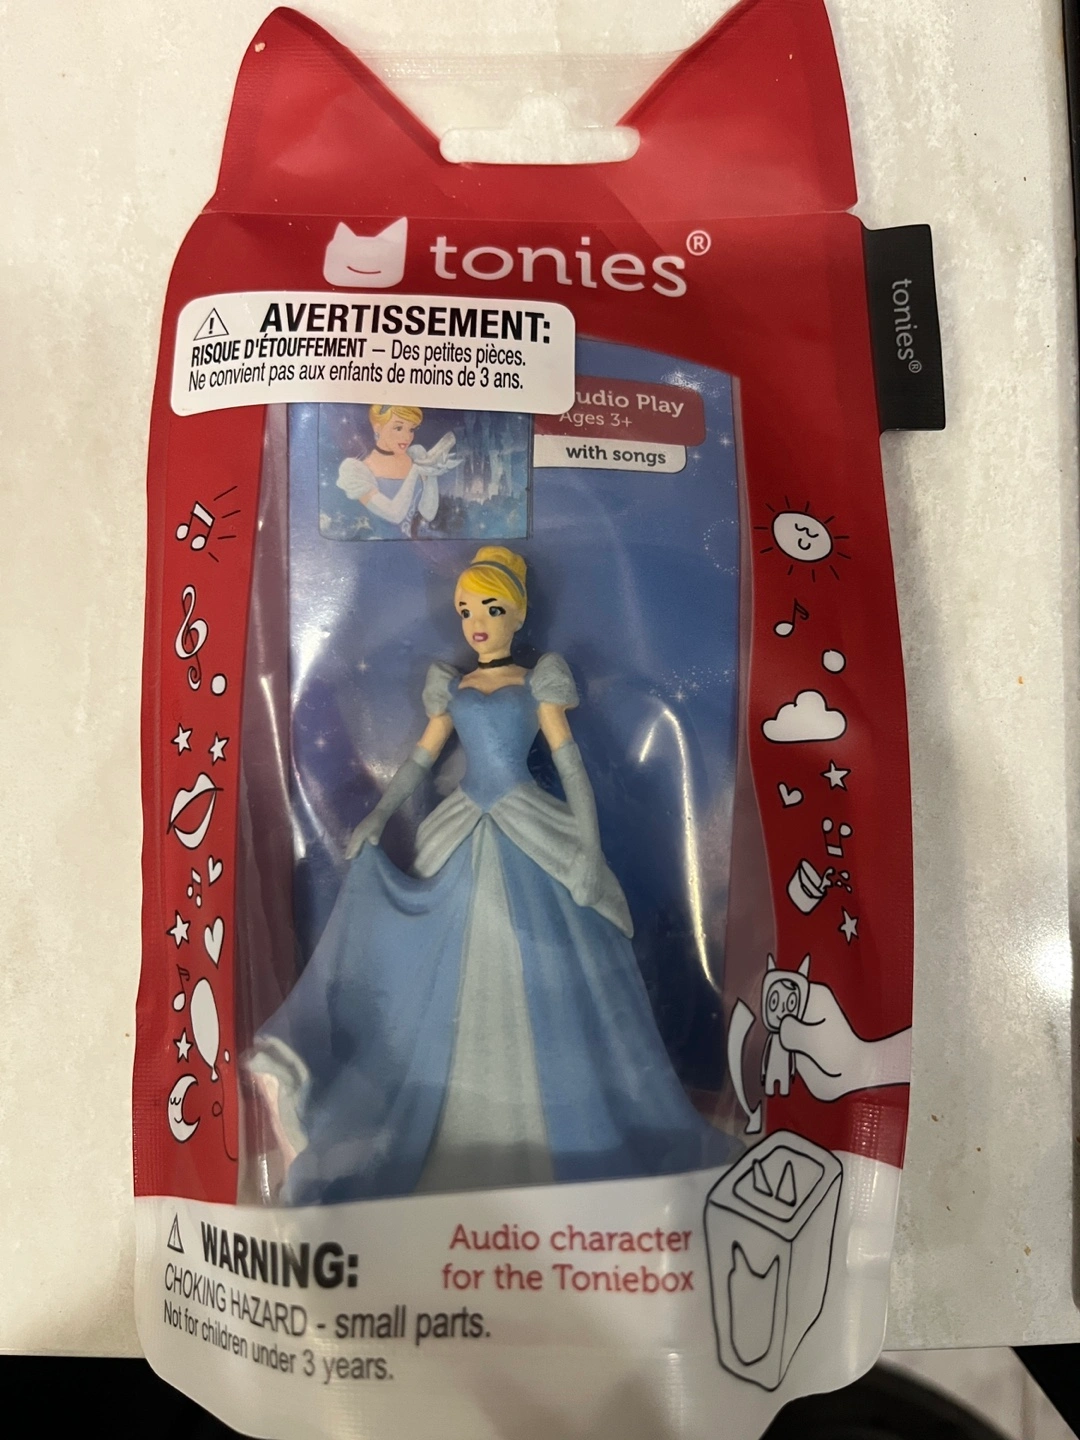 tonies®
tonies®
AVERTISSEMENT:
RISQUE D'ÉTOUFFEMENT – Des petites pièces.
Ne convient pas aux enfants de moins de 3 ans.
udio Play
Ages 3+
with songs
WARNING:
CHOKING HAZARD - small parts.
Not for children under 3 years.
Audio character
for the Toniebox